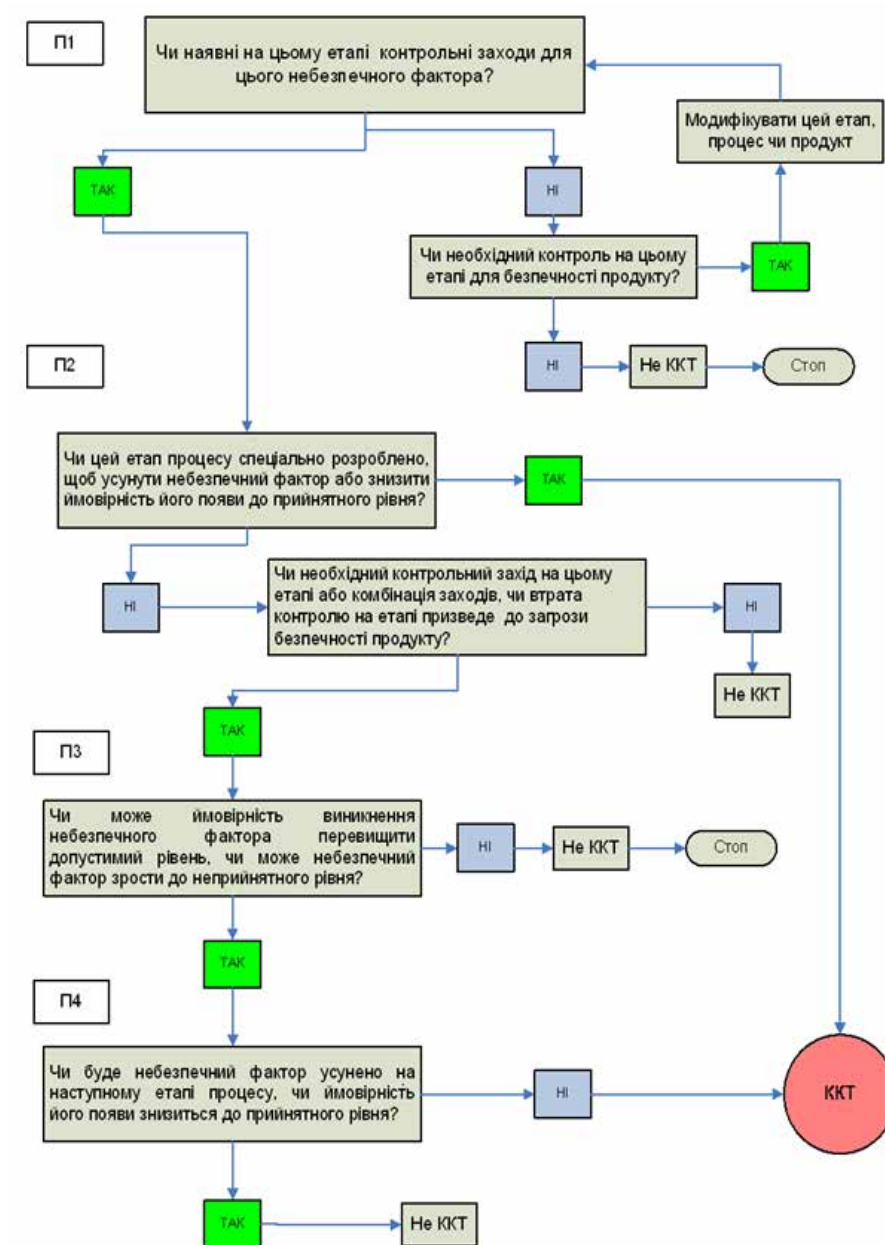 П1
Чи наявні на цьому етапі контрольні заходи для
цього небезпечного фактора?
Модифікувати цей етап,
процес чи продукт
ТАК
НІ
Чи необхідний контроль на цьому
етапі для безпечності продукту?
ТАК
П2
НІ
Не ККТ
Стоп
Чи цей етап процесу спеціально розроблено,
щоб усунути небезпечний фактор або знизити
ймовірність його появи до прийнятного рівня?
ТАК
НІ
Чи необхідний контрольний захід на цьому
етапі або комбінація заходів, чи втрата
контролю на етапі призведе до загрози
безпечності продукту?
НІ
Не ККТ
ТАК
П3
Чи може ймовірність виникнення
небезпечного фактора перевищити
допустимий рівень, чи може небезпечний
фактор зрости до неприйнятного рівня?
НІ
Не ККТ
Стоп
ТАК
П4
Чи буде небезпечний фактор усунено на
наступному етапі процесу, чи ймовірність
його появи знизиться до прийнятного рівня?
НІ
ККТ
ТАК
Не ККТ